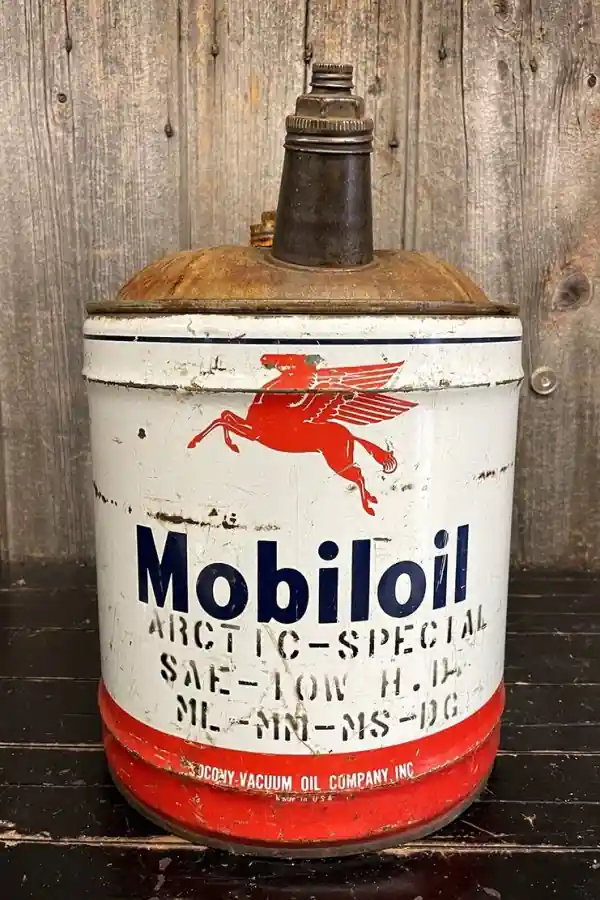 Mobiloil
ARCTIC-SPECIAL
SAE-10W H.D.
ML-MM-MS-DG
SOCONY-VACUUM OIL COMPANY, INC
Made in U.S.A.